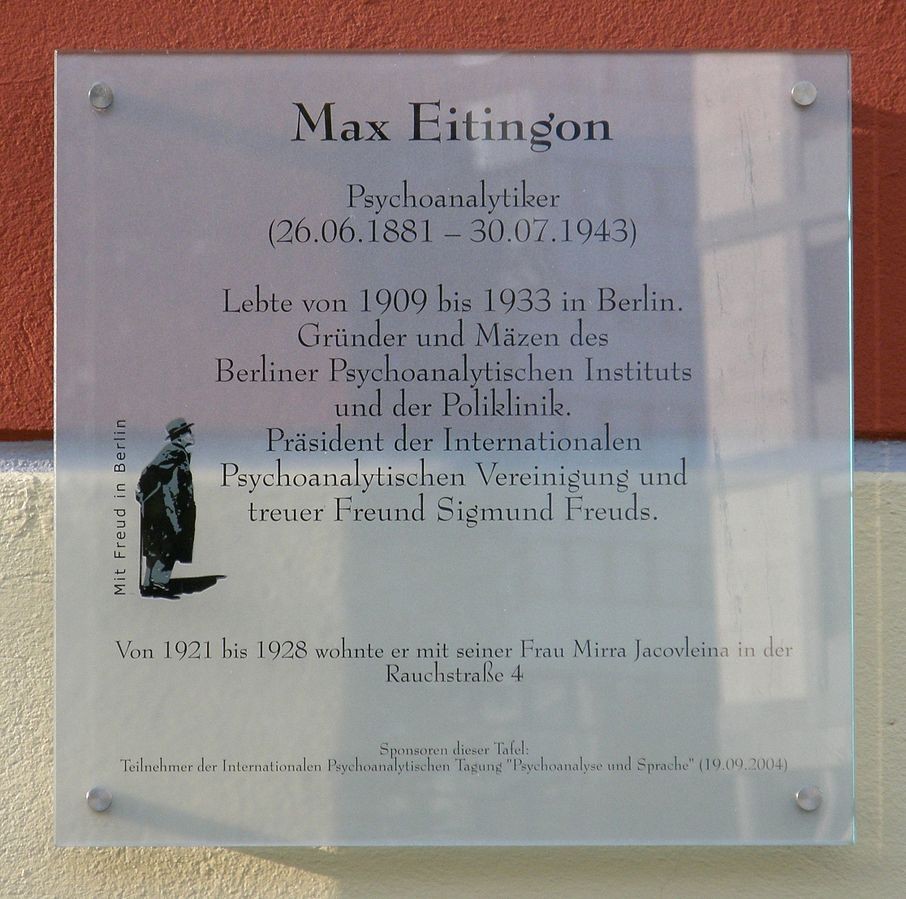 Max Eitingon
Psychoanalytiker
(26.06.1881 – 30.07.1943)
Lebte von 1909 bis 1933 in Berlin.
Gründer und Mäzen des
Berliner Psychoanalytischen Instituts
und der Poliklinik.
Präsident der Internationalen
Psychoanalytischen Vereinigung und
treuer Freund Sigmund Freuds.
Mit Freud in Berlin
Von 1921 bis 1928 wohnte er mit seiner Frau Mirra Jacovleina in der
Rauchstraße 4
Sponsoren dieser Tafel:
Teilnehmer der Internationalen Psychoanalytischen Tagung "Psychoanalyse und Sprache" (19.09.2004)